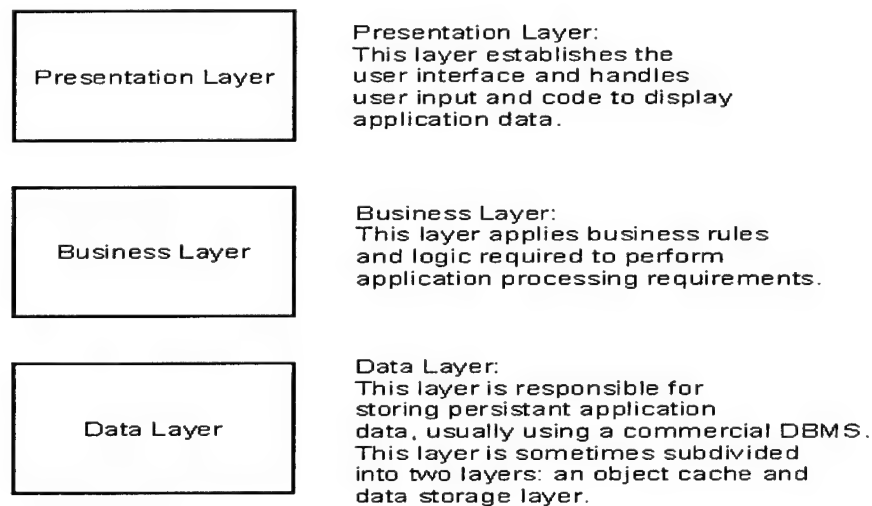 Presentation Layer
Presentation Layer:
This layer establishes the
user interface and handles
user input and code to display
application data.
Business Layer
Business Layer:
This layer applies business rules
and logic required to perform
application processing requirements.
Data Layer
Data Layer:
This layer is responsible for
storing persistant application
data, usually using a commercial DBMS.
This layer is sometimes subdivided
into two layers: an object cache and
data storage layer.